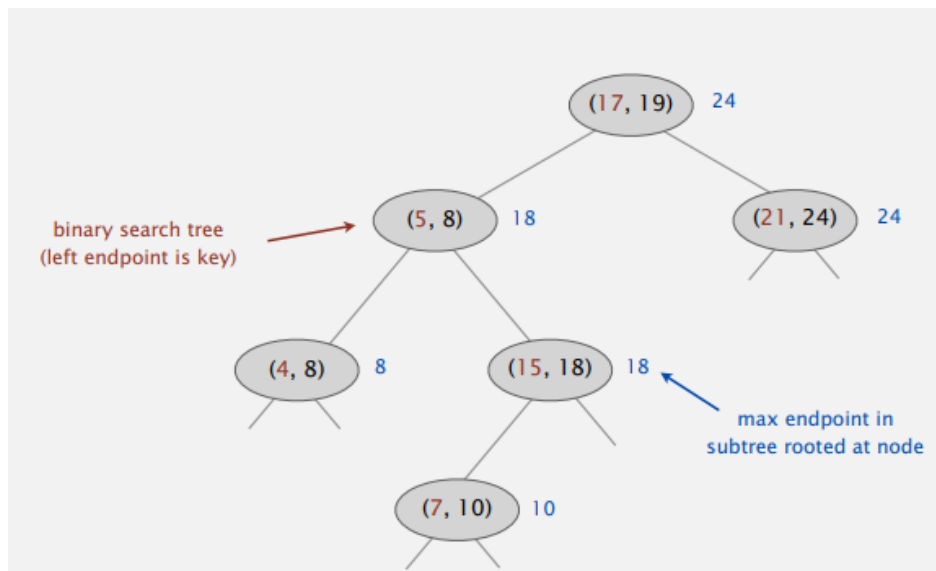 (17, 19) 24
(5, 8) 18
(21, 24) 24
binary search tree
(left endpoint is key)
(4, 8) 8
(15, 18) 18
max endpoint in
subtree rooted at node
(7, 10) 10